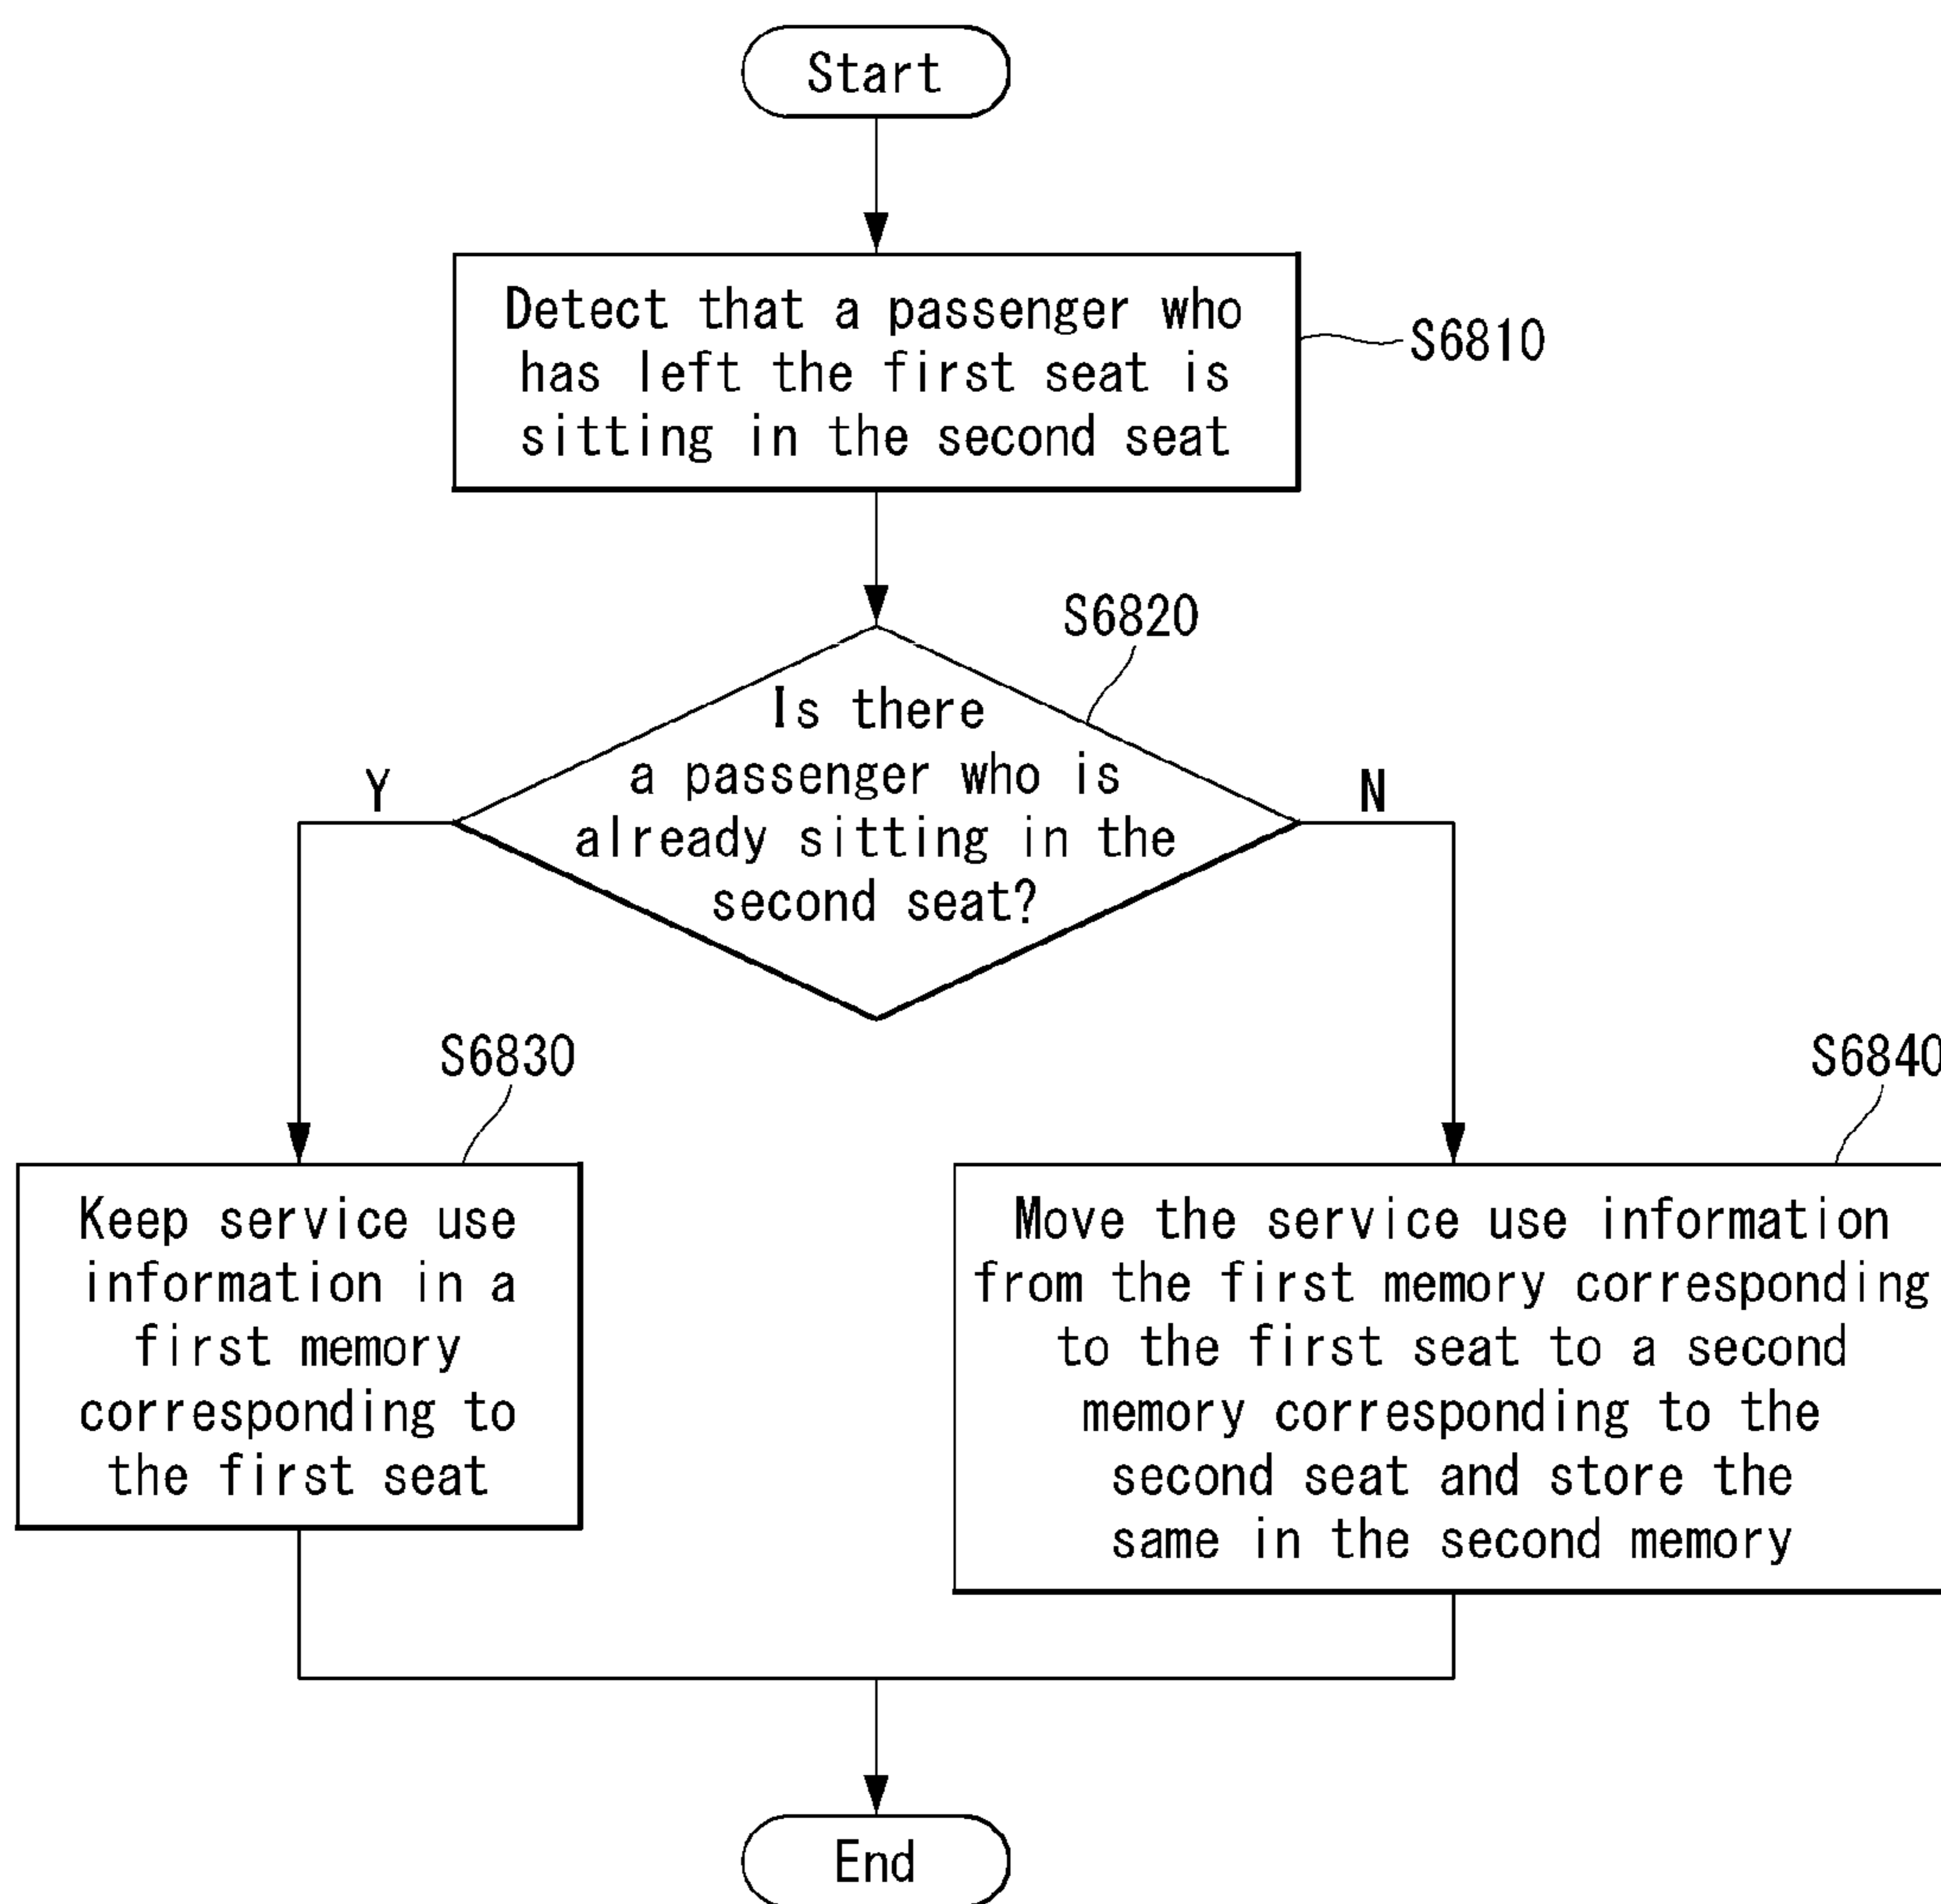 Start
Detect that a passenger who
has left the first seat is
sitting in the second seat
S6810
S6820
Is there
a passenger who is
already sitting in the
second seat?
Y
N
S6830
Keep service use
information in a
first memory
corresponding to
the first seat
S6840
Move the service use information
from the first memory corresponding
to the first seat to a second
memory corresponding to the
second seat and store the
same in the second memory
End